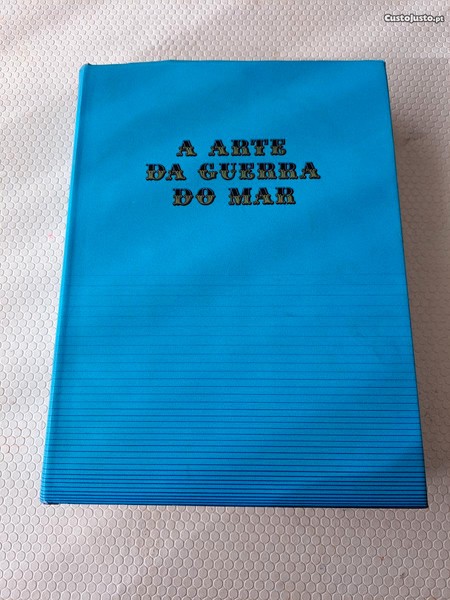 CustoJusto.pt
A ARTE
DA GUERRA
DO MAR